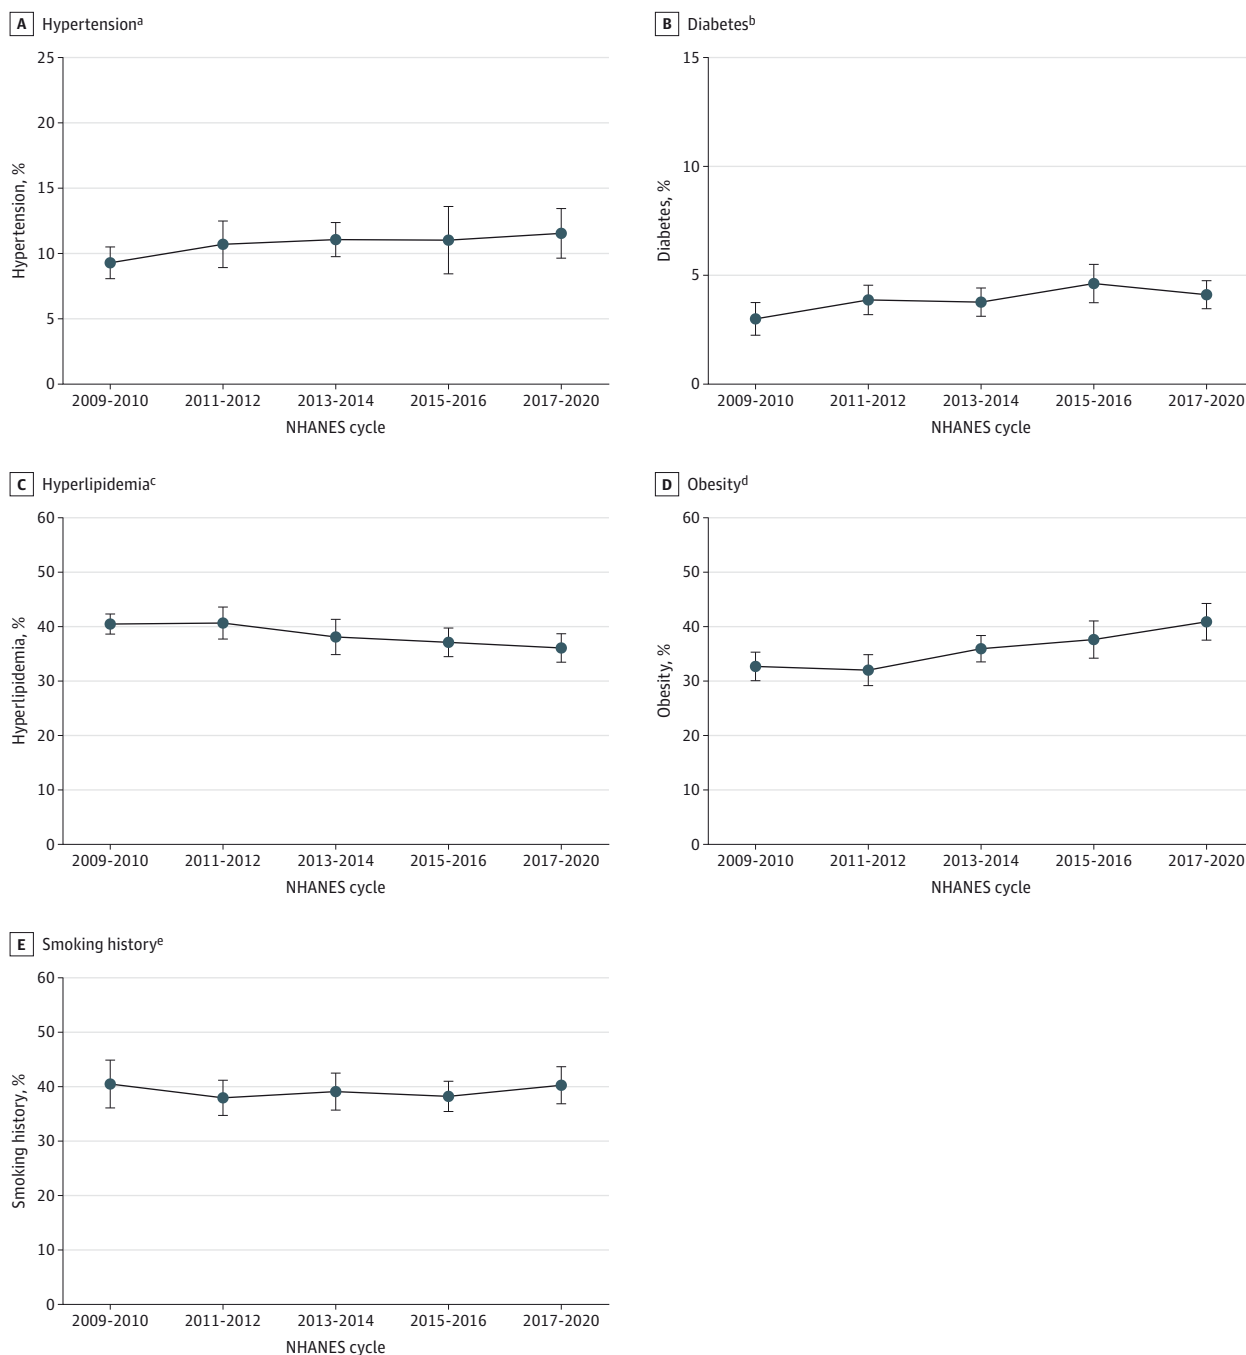 A Hypertensionᵃ
25
20
15
10
5
0
Hypertension, %
2009-2010 2011-2012 2013-2014 2015-2016 2017-2020
NHANES cycle
B Diabetesᵇ
15
10
5
0
Diabetes, %
2009-2010 2011-2012 2013-2014 2015-2016 2017-2020
NHANES cycle
C Hyperlipidemiaᶜ
60
50
40
30
20
10
0
Hyperlipidemia, %
2009-2010 2011-2012 2013-2014 2015-2016 2017-2020
NHANES cycle
D Obesityᵈ
60
50
40
30
20
10
0
Obesity, %
2009-2010 2011-2012 2013-2014 2015-2016 2017-2020
NHANES cycle
E Smoking historyᵉ
60
50
40
30
20
10
0
Smoking history, %
2009-2010 2011-2012 2013-2014 2015-2016 2017-2020
NHANES cycle